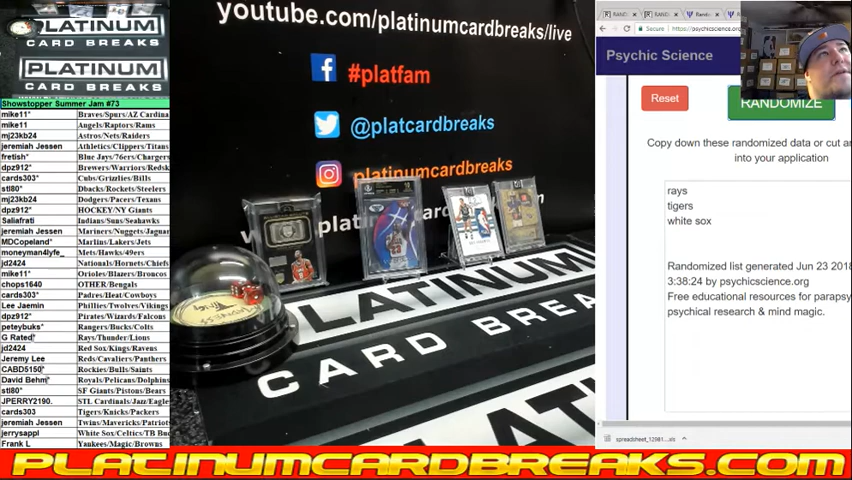 PLATINUM
CARD BREAKS
PLATINUM
CARD BREAKS
Showstopper Summer Jam #73
mike11* Braves/Spurs/AZ Cardina
mike11 Angels/Raptors/Rams
mj23kb24 Astros/Nets/Raiders
jeremiah Jessen Athletics/Clippers/Titans
fretish* Blue Jays/76ers/Chargers
dpz912* Brewers/Warriors/Redsk
cards303* Cubs/Grizzlies/Bills
stl80* Dbacks/Rockets/Steelers
mj23kb24 Dodgers/Pacers/Texans
dpz912* HOCKEY/NY Giants
Saliafrati Indians/Suns/Seahawks
jeremiah Jessen Mariners/Nuggets/Jaguar
MDCopeland* Marlins/Lakers/Jets
moneyman4lyfe_ Mets/Hawks/49ers
jd2424 Nationals/Hornets/Chiefs
mike11* Orioles/Blazers/Broncos
chops1640 OTHER/Bengals
cards303* Padres/Heat/Cowboys
Lee Jaemin Phillies/Twolves/Vikings
dpz912* Pirates/Wizards/Falcons
peteybuks* Rangers/Bucks/Colts
G Rated* Rays/Thunder/Lions
jd2424 Red Sox/Kings/Ravens
Jeremy Lee Reds/Cavaliers/Panthers
CABD5150* Rockies/Bulls/Saints
David Behm* Royals/Pelicans/Dolphins
stl80* SF Giants/Pistons/Bears
JPERRY2190. STL Cardinals/Jazz/Eagle
cards303 Tigers/Knicks/Packers
jeremiah Jessen Twins/Mavericks/Patriot
jerrysappl White Sox/Celtics/TB Buc
Frank L Yankees/Magic/Browns
youtube.com/platinumcardbreaks/live
#platfam
@platcardbreaks
platinumcardbreaks
PLATINUM
CARD BREAKS
Secure https://psychicscience.org
Psychic Science
Reset
RANDOMIZE
Copy down these randomized data or cut an
into your application
rays
tigers
white sox
Randomized list generated Jun 23 2018
3:38:24 by psychicscience.org
Free educational resources for parapsy
psychical research & mind magic.
PLATINUMCARDBREAKS.COM